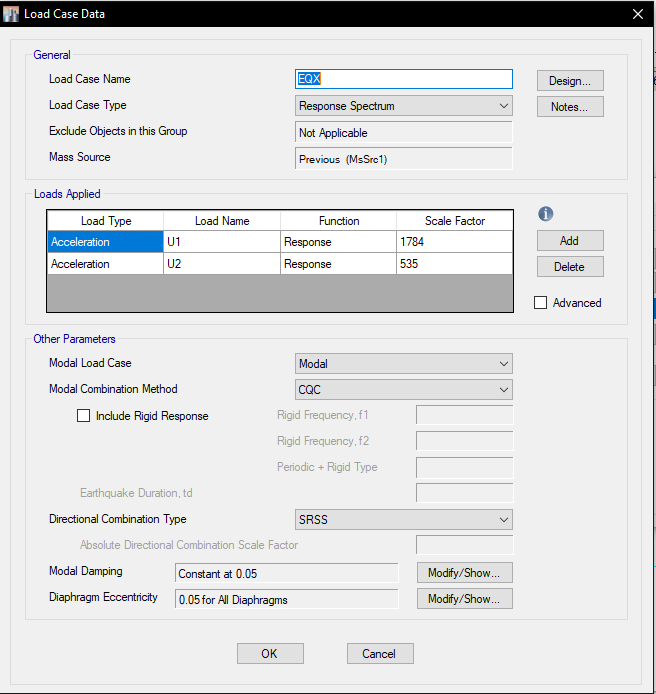 Load Case Data
General
Load Case Name EQX Design...
Load Case Type Response Spectrum Notes...
Exclude Objects in this Group Not Applicable
Mass Source Previous (MsSrc1)
Loads Applied
Load Type Load Name Function Scale Factor
Acceleration U1 Response 1784 Add
Acceleration U2 Response 535 Delete
Advanced
Other Parameters
Modal Load Case Modal
Modal Combination Method CQC
Include Rigid Response Rigid Frequency, f1
Rigid Frequency, f2
Periodic + Rigid Type
Earthquake Duration, td
Directional Combination Type SRSS
Absolute Directional Combination Scale Factor
Modal Damping Constant at 0.05 Modify/Show...
Diaphragm Eccentricity 0.05 for All Diaphragms Modify/Show...
OK Cancel